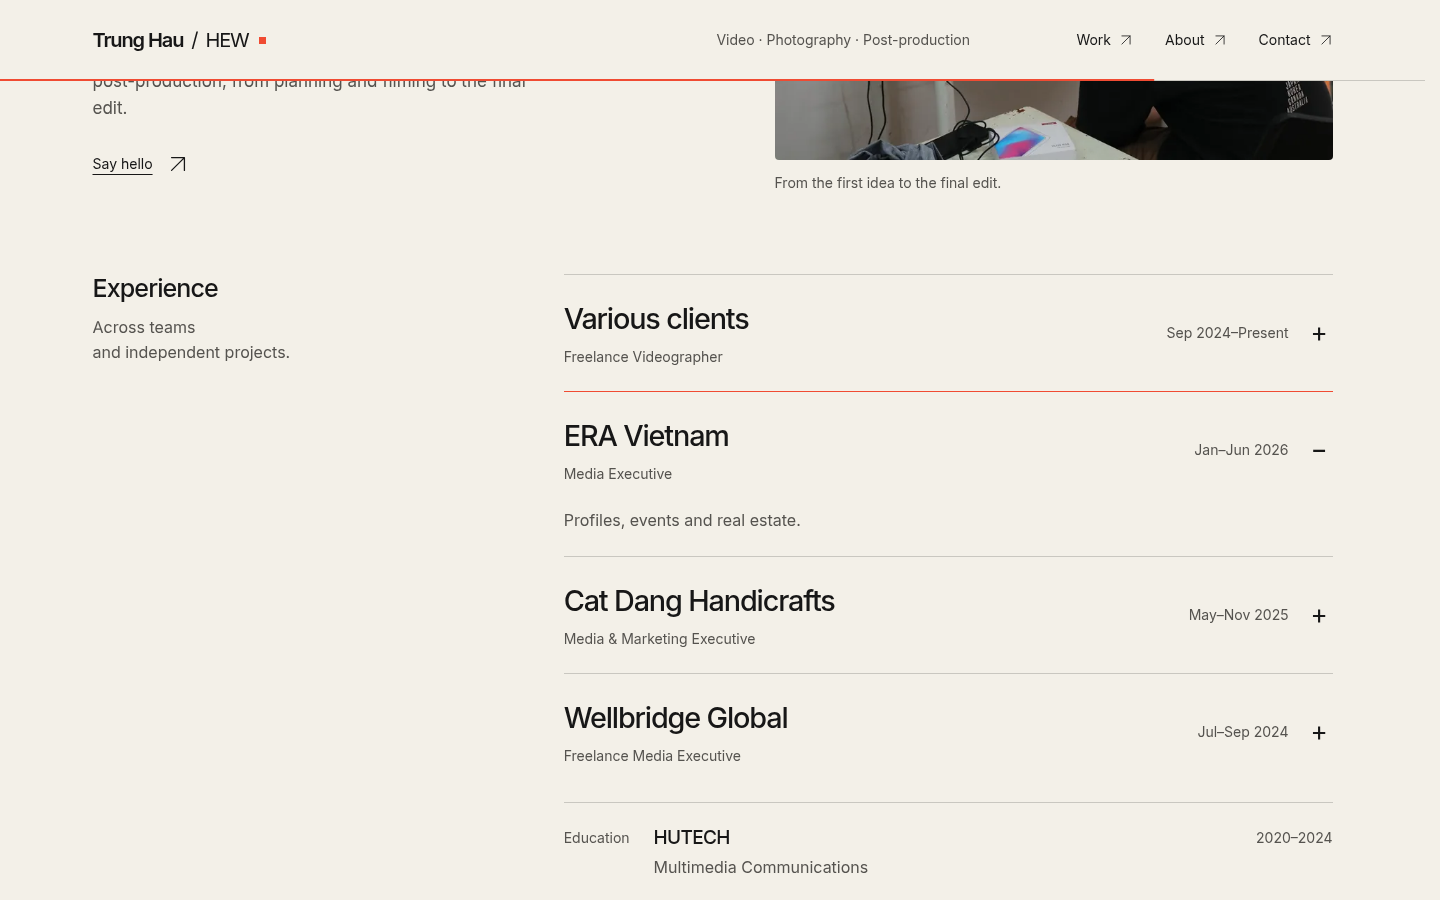 Trung Hau / HEW
Video · Photography · Post-production
Work
About
Contact
post-production, from planning and filming to the final
edit.
Say hello
From the first idea to the final edit.
Experience
Across teams
and independent projects.
Various clients
Freelance Videographer
Sep 2024–Present
+
ERA Vietnam
Media Executive
Jan–Jun 2026
−
Profiles, events and real estate.
Cat Dang Handicrafts
Media & Marketing Executive
May–Nov 2025
+
Wellbridge Global
Freelance Media Executive
Jul–Sep 2024
+
Education
HUTECH
2020–2024
Multimedia Communications